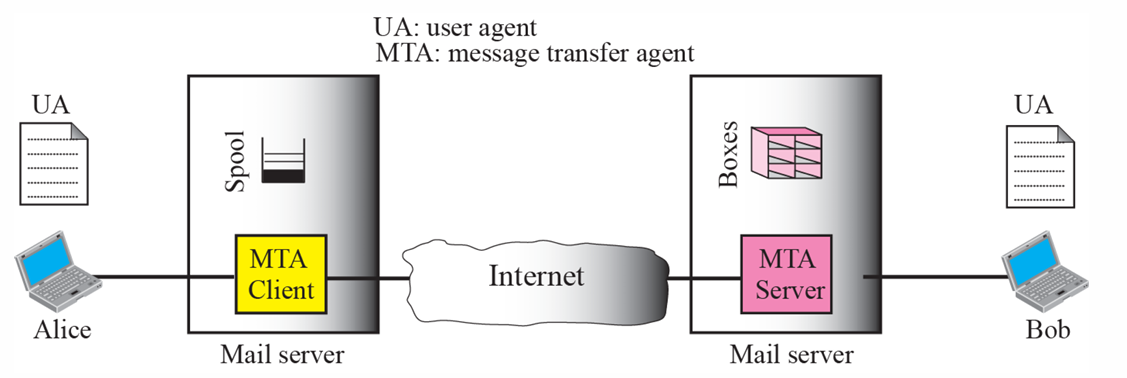 UA: user agent
MTA: message transfer agent
UA
Spool
MTA
Client
Alice
Mail server
Internet
Boxes
MTA
Server
Mail server
UA
Bob